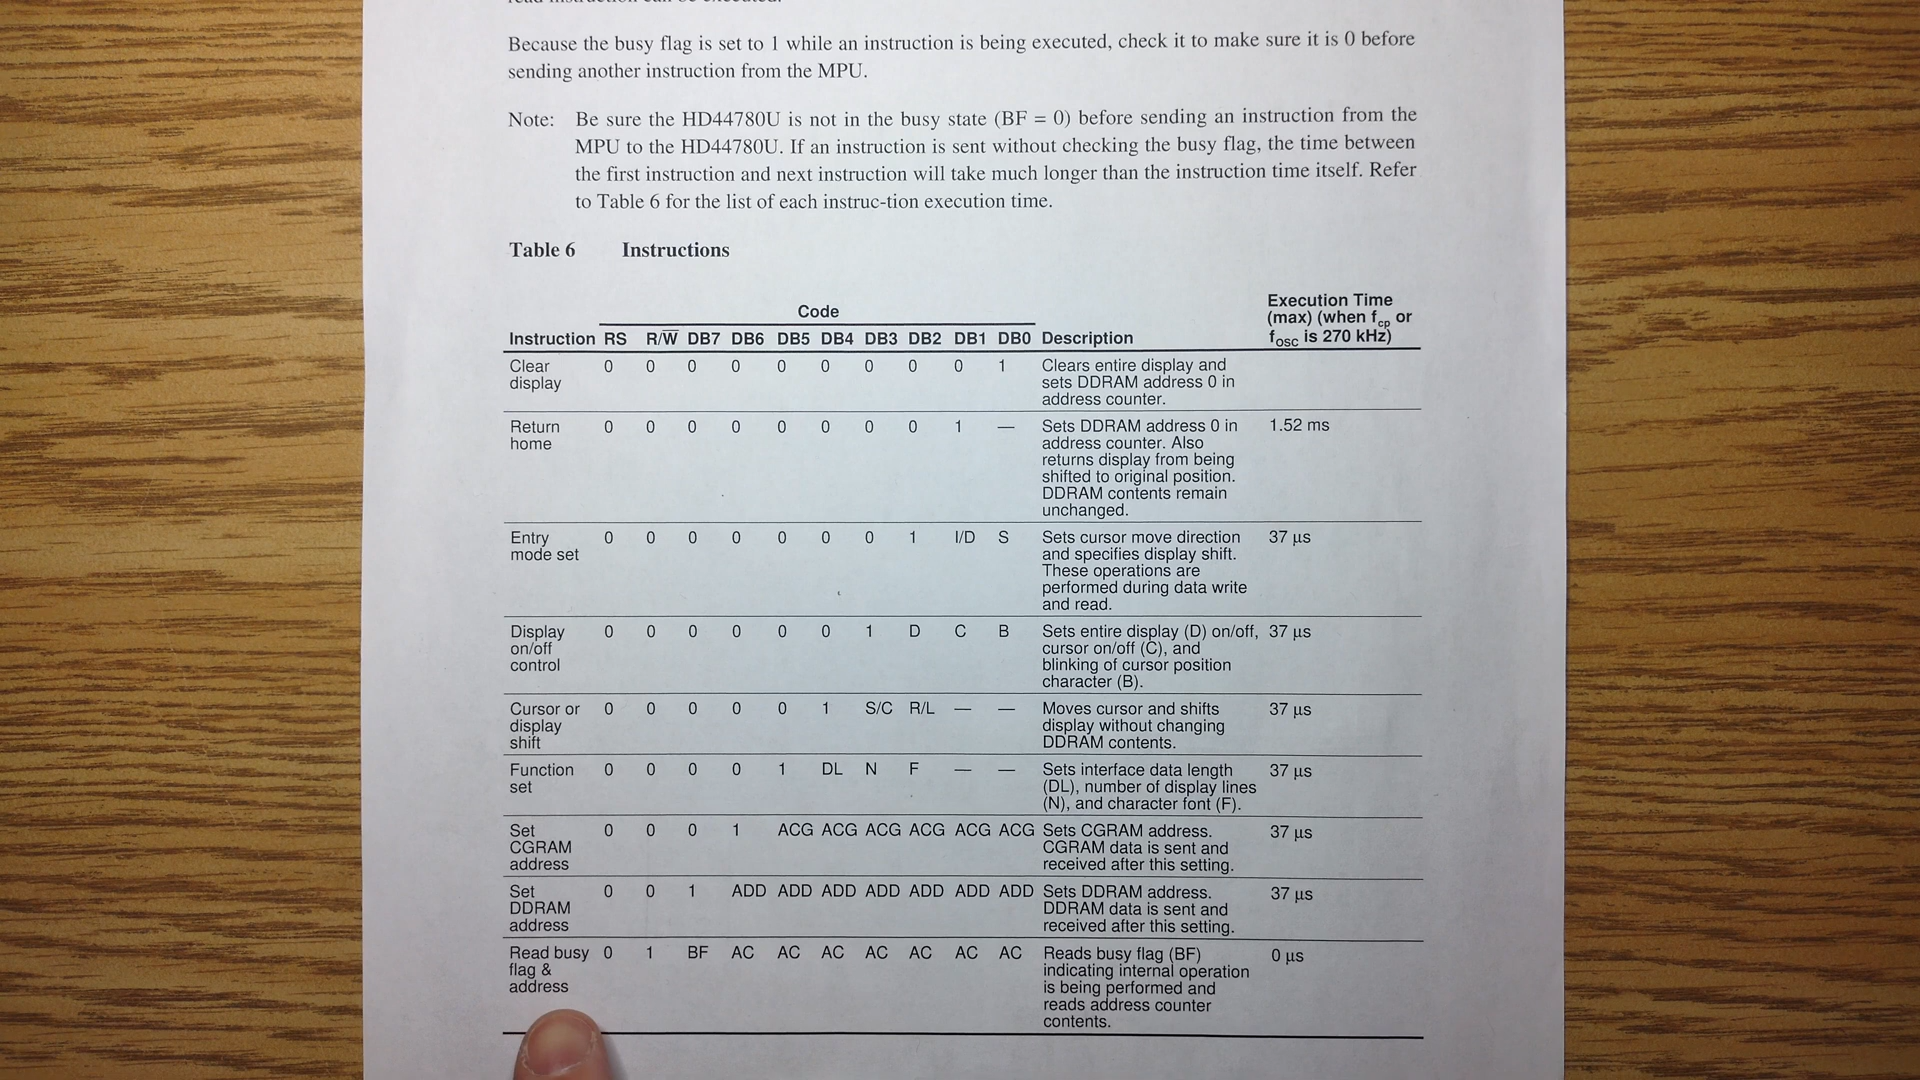 read instruction can be executed.
Because the busy flag is set to 1 while an instruction is being executed, check it to make sure it is 0 before
sending another instruction from the MPU.
Note: Be sure the HD44780U is not in the busy state (BF = 0) before sending an instruction from the
MPU to the HD44780U. If an instruction is sent without checking the busy flag, the time between
the first instruction and next instruction will take much longer than the instruction time itself. Refer
to Table 6 for the list of each instruc-tion execution time.
Table 6 Instructions
Code
Execution Time
(max) (when fcp or
fosc is 270 kHz)
Instruction RS R/W̅ DB7 DB6 DB5 DB4 DB3 DB2 DB1 DB0 Description
Clear 0 0 0 0 0 0 0 0 0 1 Clears entire display and
display sets DDRAM address 0 in
address counter.
Return 0 0 0 0 0 0 0 0 1 — Sets DDRAM address 0 in 1.52 ms
home address counter. Also
returns display from being
shifted to original position.
DDRAM contents remain
unchanged.
Entry 0 0 0 0 0 0 0 1 I/D S Sets cursor move direction 37 µs
mode set and specifies display shift.
These operations are
performed during data write
and read.
Display 0 0 0 0 0 0 1 D C B Sets entire display (D) on/off, 37 µs
on/off cursor on/off (C), and
control blinking of cursor position
character (B).
Cursor or 0 0 0 0 0 1 S/C R/L — — Moves cursor and shifts 37 µs
display display without changing
shift DDRAM contents.
Function 0 0 0 0 1 DL N F — — Sets interface data length 37 µs
set (DL), number of display lines
(N), and character font (F).
Set 0 0 0 1 ACG ACG ACG ACG ACG ACG Sets CGRAM address. 37 µs
CGRAM CGRAM data is sent and
address received after this setting.
Set 0 0 1 ADD ADD ADD ADD ADD ADD ADD Sets DDRAM address. 37 µs
DDRAM DDRAM data is sent and
address received after this setting.
Read busy 0 1 BF AC AC AC AC AC AC AC Reads busy flag (BF) 0 µs
flag & indicating internal operation
address is being performed and
reads address counter
contents.